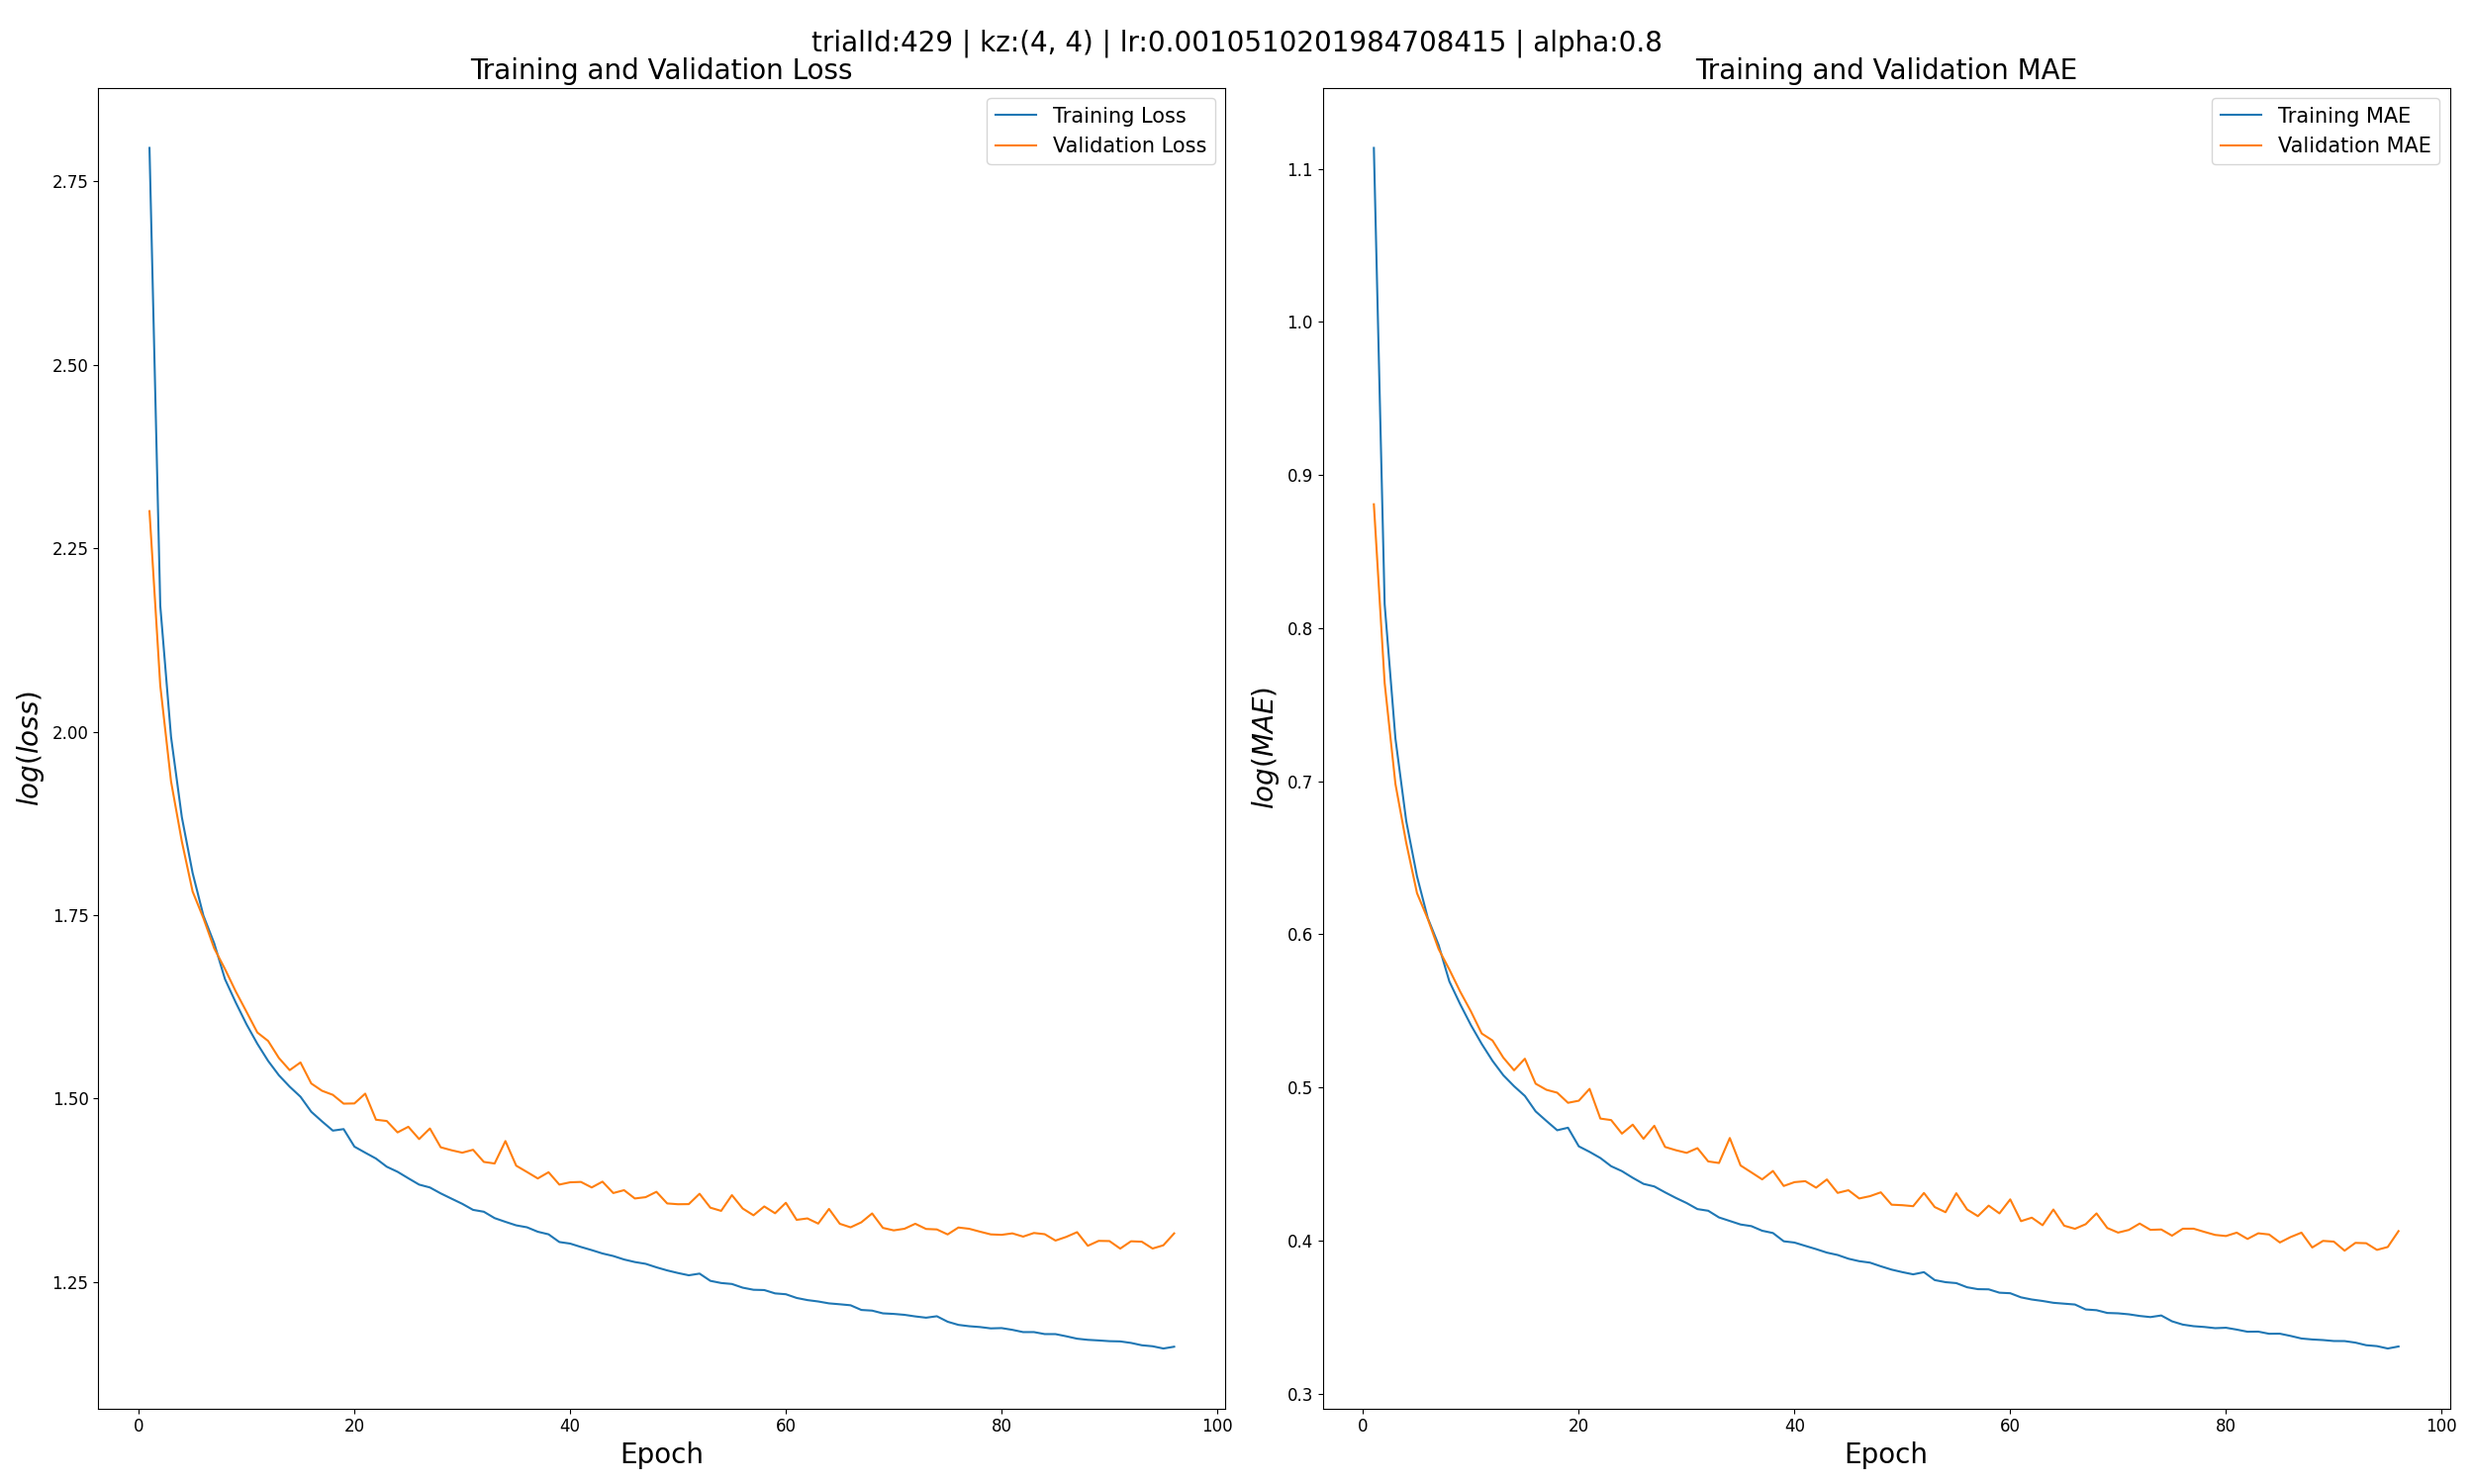 trialId:429 | kz:(4, 4) | lr:0.0010510201984708415 | alpha:0.8
Training and Validation Loss
Training Loss
Validation Loss
2.75
2.50
2.25
2.00
1.75
1.50
1.25
log(loss)
0 20 40 60 80 100
Epoch
Training and Validation MAE
Training MAE
Validation MAE
1.1
1.0
0.9
0.8
0.7
0.6
0.5
0.4
0.3
log(MAE)
0 20 40 60 80 100
Epoch